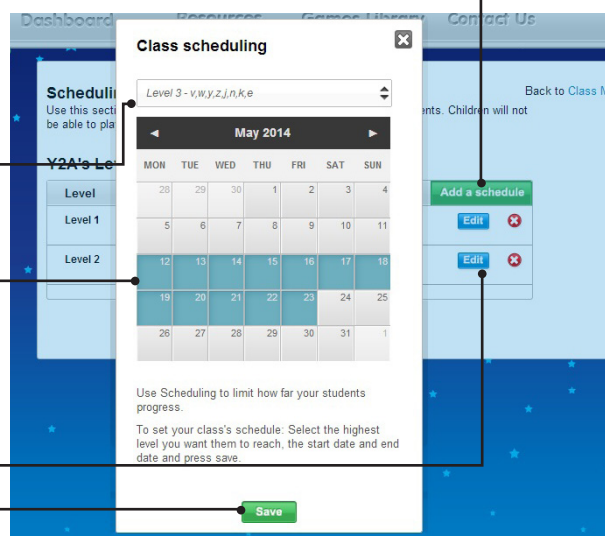 Dashboard Resources Games Library Contact Us
Class scheduling
Level 3 - v,w,y,z,j,n,k,e
May 2014
MON TUE WED THU FRI SAT SUN
28 29 30 1 2 3 4
5 6 7 8 9 10 11
12 13 14 15 16 17 18
19 20 21 22 23 24 25
26 27 28 29 30 31 1
Use Scheduling to limit how far your students
progress.
To set your class's schedule: Select the highest
level you want them to reach, the start date and end
date and press save.
Save
Back to Class M
Use this secti
ents. Children will not
be able to pla
Y2A's Le
Level
Add a schedule
Level 1
Edit
Level 2
Edit